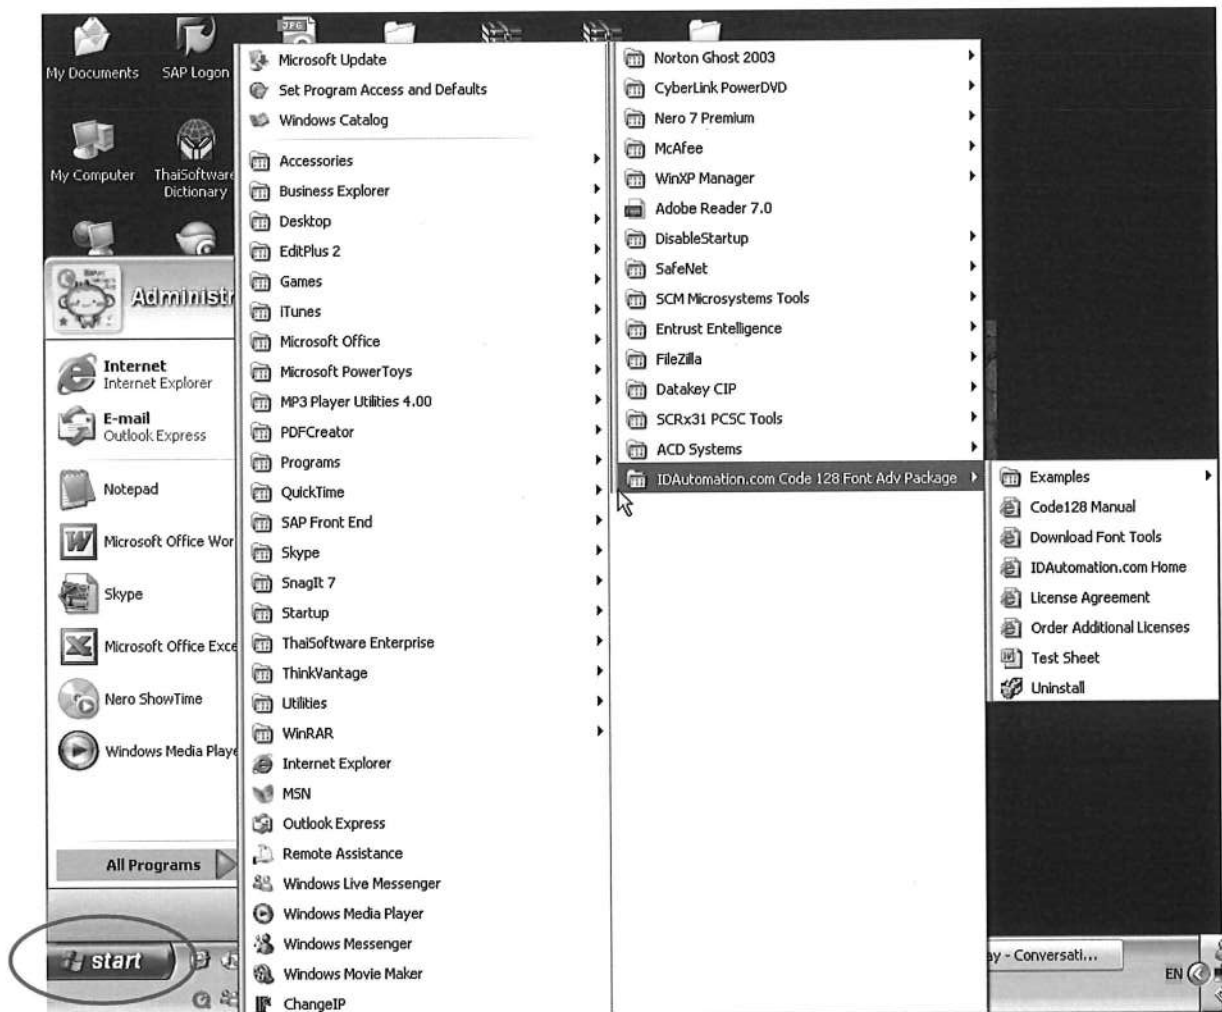 JPG
My Documents
SAP Logon
My Computer
ThaiSoftware
Dictionary
Administr
Internet
Internet Explorer
E-mail
Outlook Express
Notepad
Microsoft Office Wor
Skype
Microsoft Office Exce
Nero ShowTime
Windows Media Playe
All Programs
start
Microsoft Update
Set Program Access and Defaults
Windows Catalog
Accessories
Business Explorer
Desktop
EditPlus 2
Games
iTunes
Microsoft Office
Microsoft PowerToys
MP3 Player Utilities 4.00
PDFCreator
Programs
QuickTime
SAP Front End
Skype
SnagIt 7
Startup
ThaiSoftware Enterprise
ThinkVantage
Utilities
WinRAR
Internet Explorer
MSN
Outlook Express
Remote Assistance
Windows Live Messenger
Windows Media Player
Windows Messenger
Windows Movie Maker
ChangeIP
Norton Ghost 2003
CyberLink PowerDVD
Nero 7 Premium
McAfee
WinXP Manager
Adobe Reader 7.0
DisableStartup
SafeNet
SCM Microsystems Tools
Entrust Entelligence
FileZilla
Datakey CIP
SCRx31 PCSC Tools
ACD Systems
IDAutomation.com Code 128 Font Adv Package
Examples
Code128 Manual
Download Font Tools
IDAutomation.com Home
License Agreement
Order Additional Licenses
Test Sheet
Uninstall
ay - Conversati...
EN